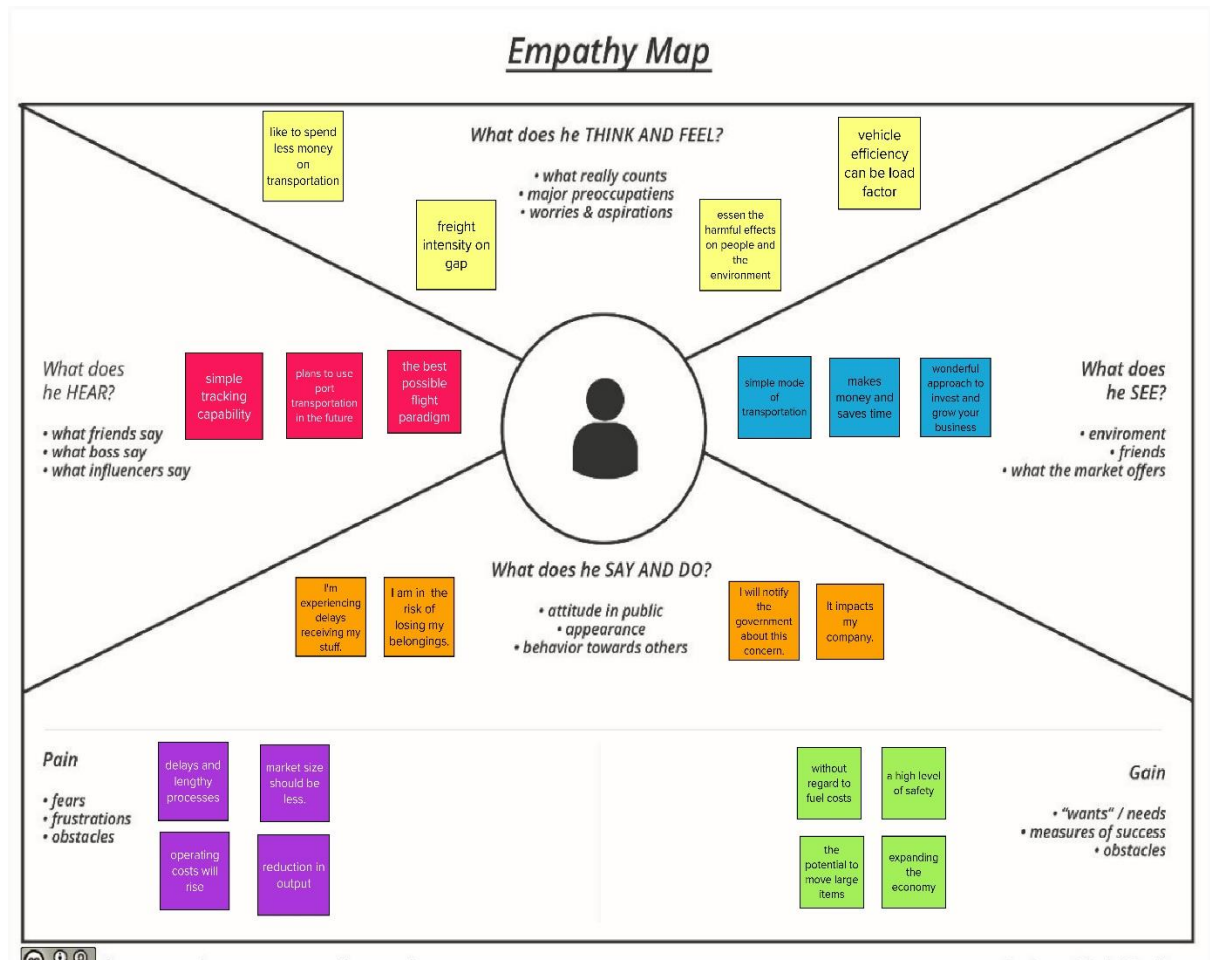 Empathy Map
like to spend
less money
on
transportation
What does he THINK AND FEEL?
• what really counts
• major preoccupatiens
• worries & aspirations
vehicle
efficiency
can be load
factor
freight
intensity on
gap
essen the
harmful effects
on people and
the
environment
What does
he HEAR?
• what friends say
• what boss say
• what influencers say
simple
tracking
capability
plans to use
port
transportation
in the future
the best
possible
flight
paradigm
simple mode
of
transportation
makes
money and
saves time
wonderful
approach to
invest and
grow your
business
What does
he SEE?
• enviroment
• friends
• what the market offers
What does he SAY AND DO?
• attitude in public
• appearance
• behavior towards others
I'm
experiencing
delays
receiving my
stuff.
I am in the
risk of
losing my
belongings.
I will notify
the
government
about this
concern.
It impacts
my
company.
Pain
• fears
• frustrations
• obstacles
delays and
lengthy
processes
market size
should be
less.
operating
costs will
rise
reduction in
output
without
regard to
fuel costs
a high level
of safety
the
potential to
move large
items
expanding
the
economy
Gain
• "wants" / needs
• measures of success
• obstacles